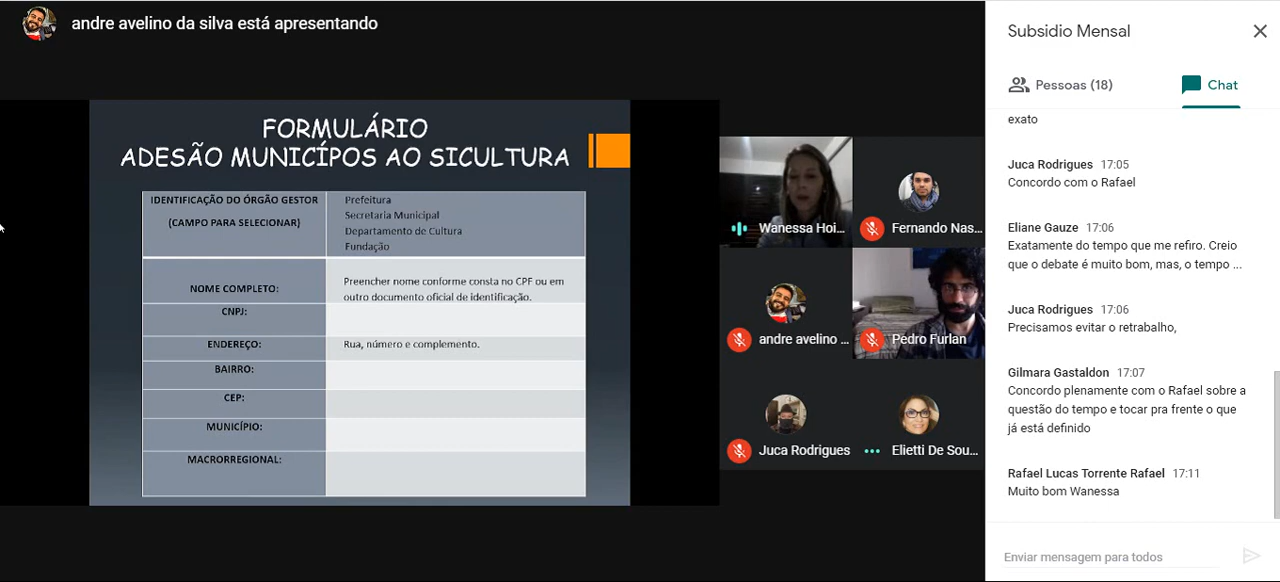 andre avelino da silva está apresentando
FORMULÁRIO
ADESÃO MUNICÍPOS AO SICULTURA
IDENTIFICAÇÃO DO ÓRGÃO GESTOR
(CAMPO PARA SELECIONAR)
Prefeitura
Secretaria Municipal
Departamento de Cultura
Fundação
NOME COMPLETO:
Preencher nome conforme consta no CPF ou em
outro documento oficial de identificação.
CNPJ:
ENDEREÇO:
Rua, número e complemento.
BAIRRO:
CEP:
MUNICÍPIO:
MACRORREGIONAL:
Wanessa Hoi...
Fernando Nas...
andre avelino ...
Pedro Furlan
Juca Rodrigues
Elietti De Sou...
Subsidio Mensal
Pessoas (18)
Chat
exato
Juca Rodrigues 17:05
Concordo com o Rafael
Eliane Gauze 17:06
Exatamente do tempo que me refiro. Creio
que o debate é muito bom, mas, o tempo ...
Juca Rodrigues 17:06
Precisamos evitar o retrabalho,
Gilmara Gastaldon 17:07
Concordo plenamente com o Rafael sobre a
questão do tempo e tocar pra frente o que
já está definido
Rafael Lucas Torrente Rafael 17:11
Muito bom Wanessa
Enviar mensagem para todos